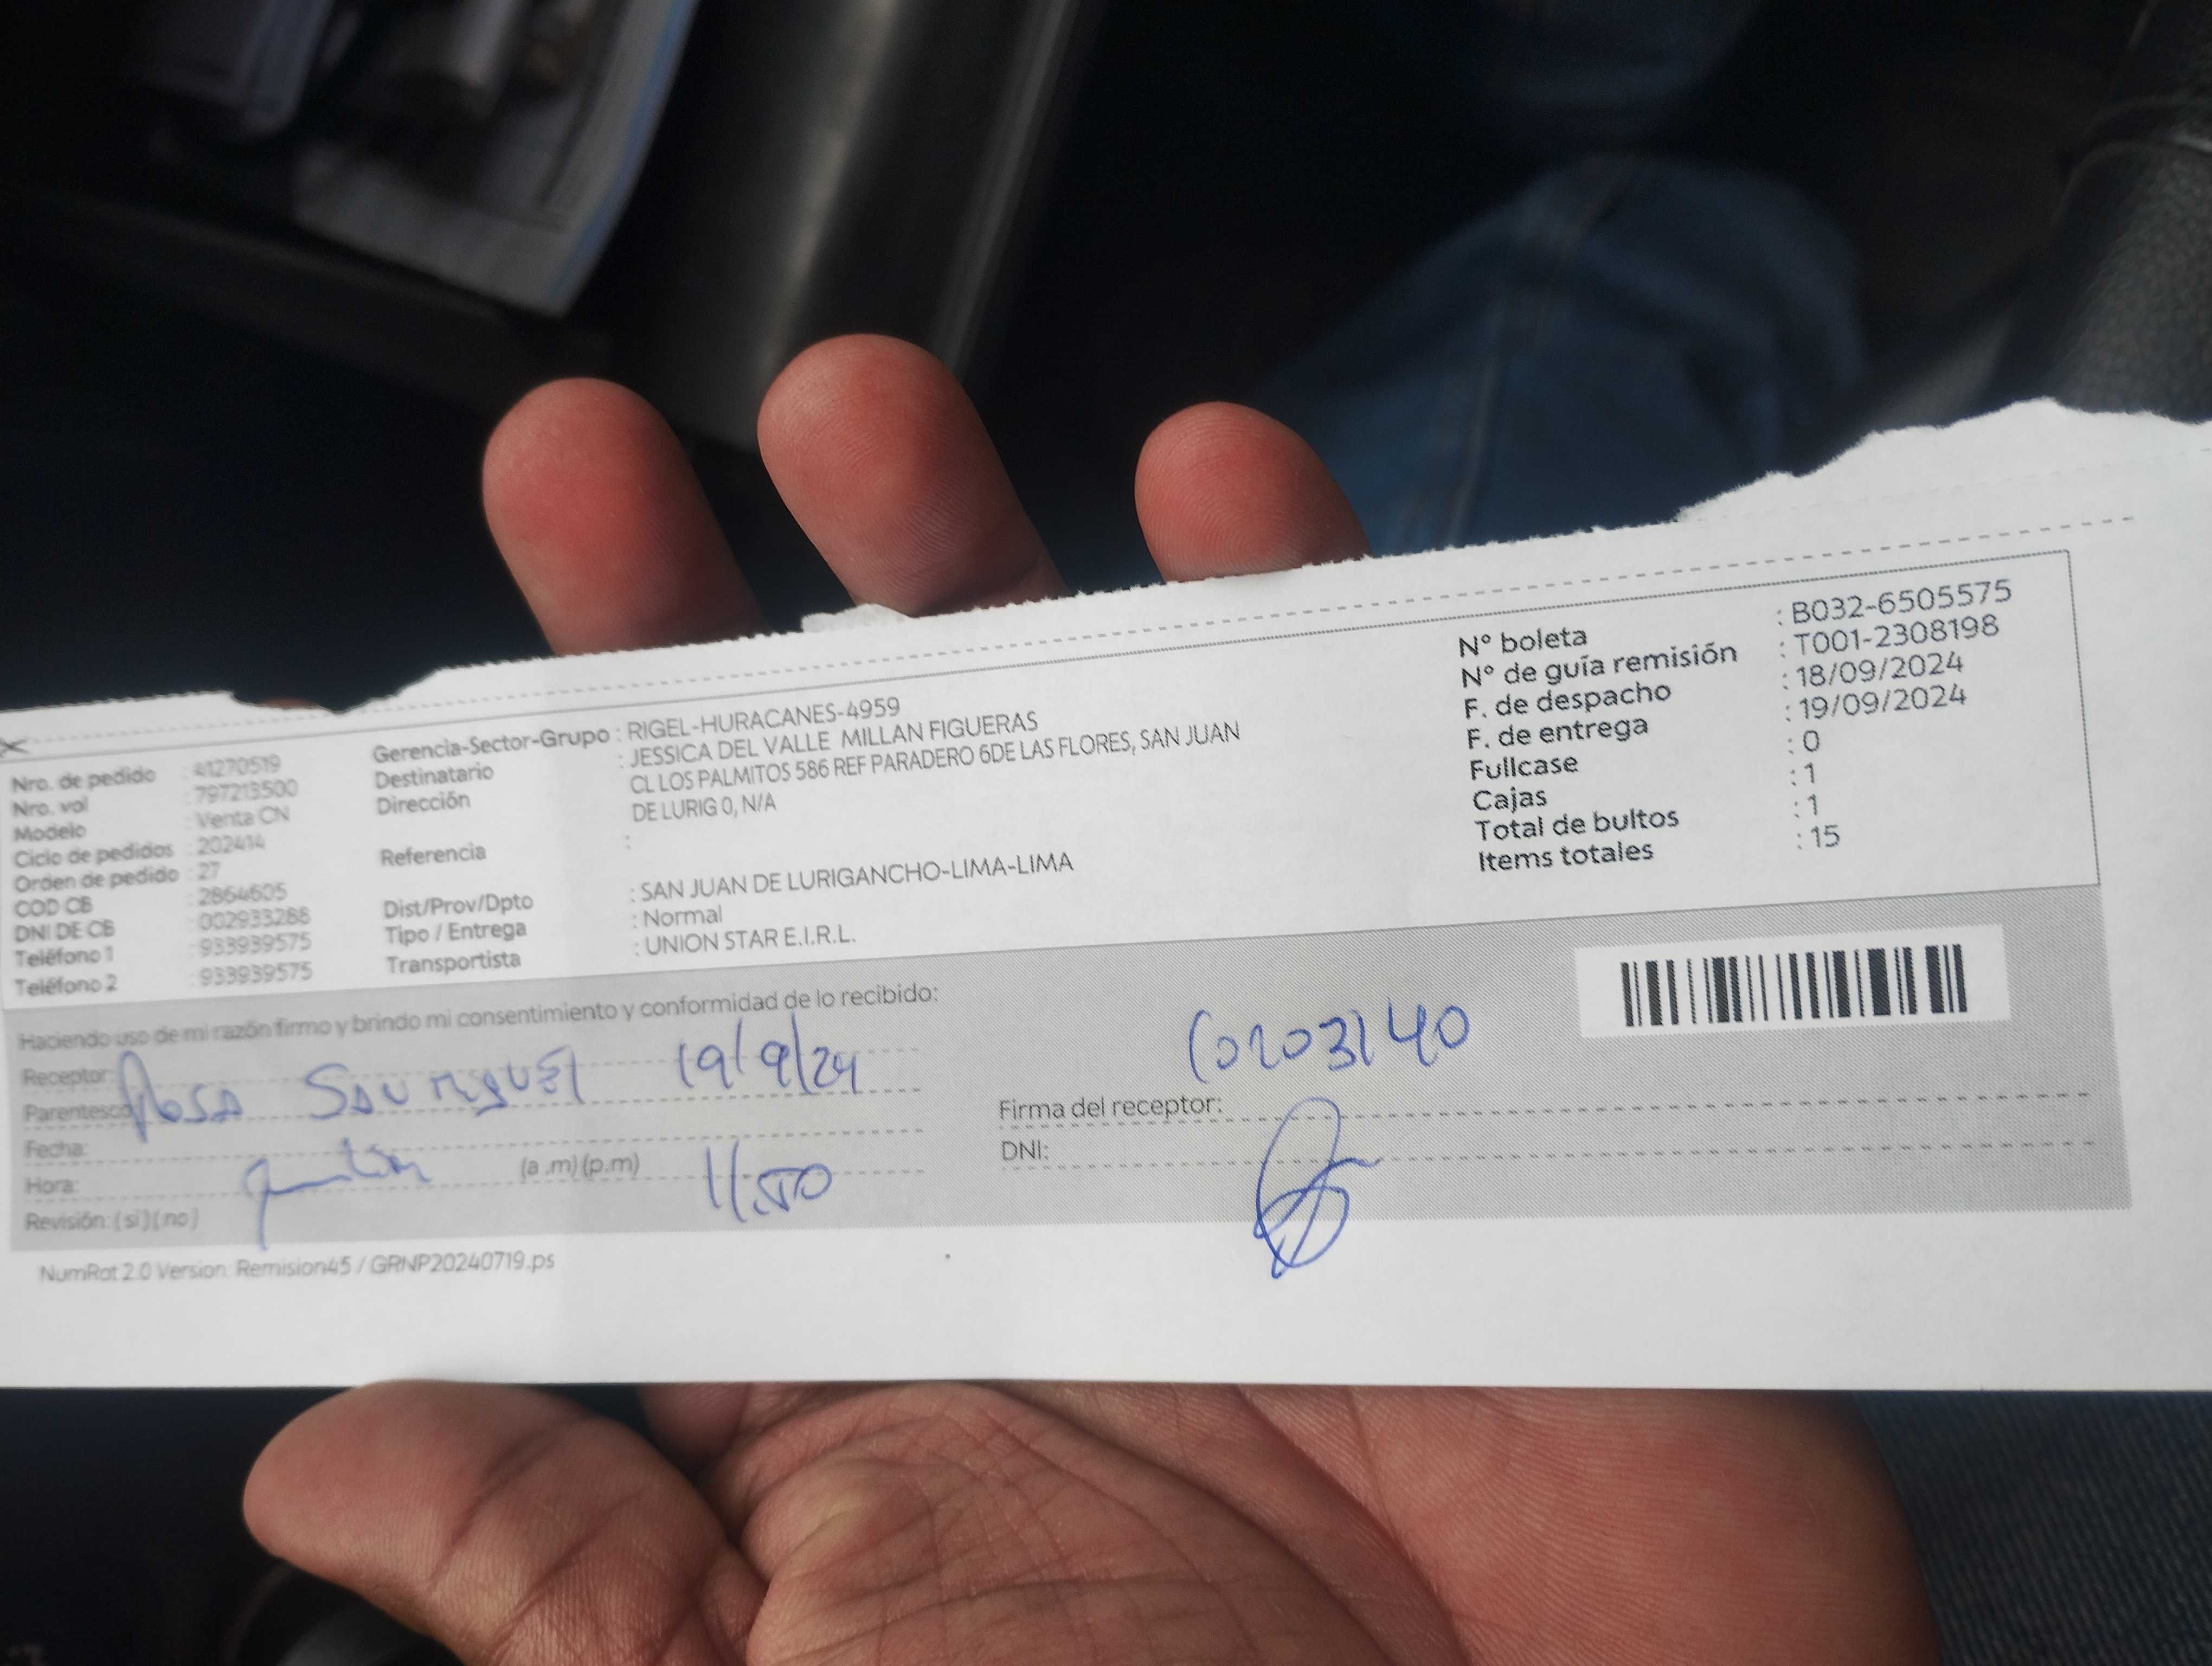 Nro. de pedido : 41270519
Nro. vol : 797213500
Modelo : Venta CN
Ciclo de pedidos : 202414
Orden de pedido : 27
COD CB : 2864605
DNI DE CB : 002933288
Teléfono 1 : 933939575
Teléfono 2 : 933939575
Gerencia-Sector-Grupo : RIGEL-HURACANES-4959
Destinatario : JESSICA DEL VALLE MILLAN FIGUERAS
Dirección CL LOS PALMITOS 586 REF PARADERO 6DE LAS FLORES, SAN JUAN
DE LURIG 0, N/A
Referencia :
Dist/Prov/Dpto : SAN JUAN DE LURIGANCHO-LIMA-LIMA
Tipo / Entrega : Normal
Transportista : UNION STAR E.I.R.L.
N° boleta : B032-6505575
N° de guía remisión : T001-2308198
F. de despacho : 18/09/2024
F. de entrega : 19/09/2024
Fullcase : 0
Cajas : 1
Total de bultos : 1
Items totales : 15
Haciendo uso de mi razón firmo y brindo mi consentimiento y conformidad de lo recibido:
Receptor:
Parentesco: Rosa 19/9/24
Fecha:
Hora: (a .m) (p.m) 11:50
Revisión: ( si ) ( no )
10203140
Firma del receptor:
DNI:
NumRot 2.0 Version: Remision45 / GRNP20240719.ps